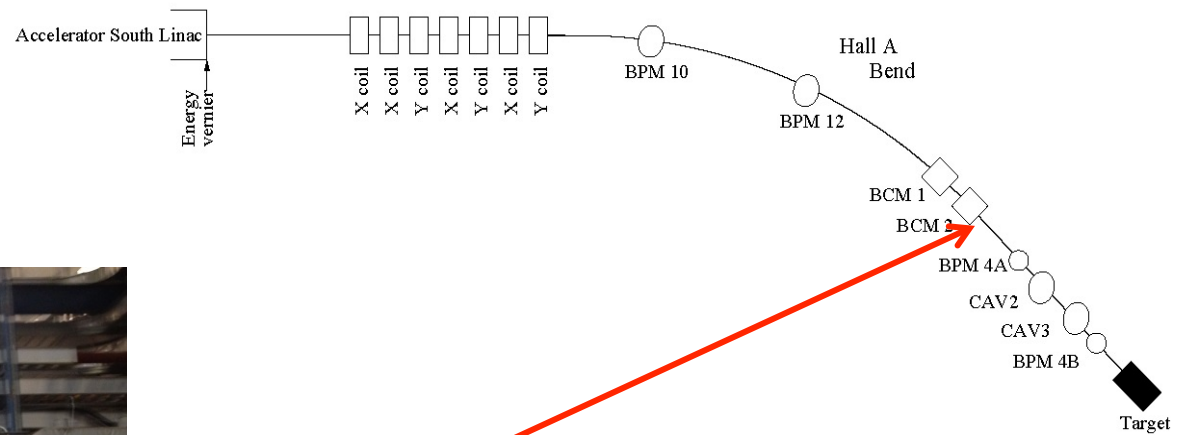 Accelerator South Linac
Energy
vernier
X coil
X coil
Y coil
X coil
Y coil
X coil
Y coil
BPM 10
Hall A
Bend
BPM 12
BCM 1
BCM 2
BPM 4A
CAV2
CAV3
BPM 4B
Target